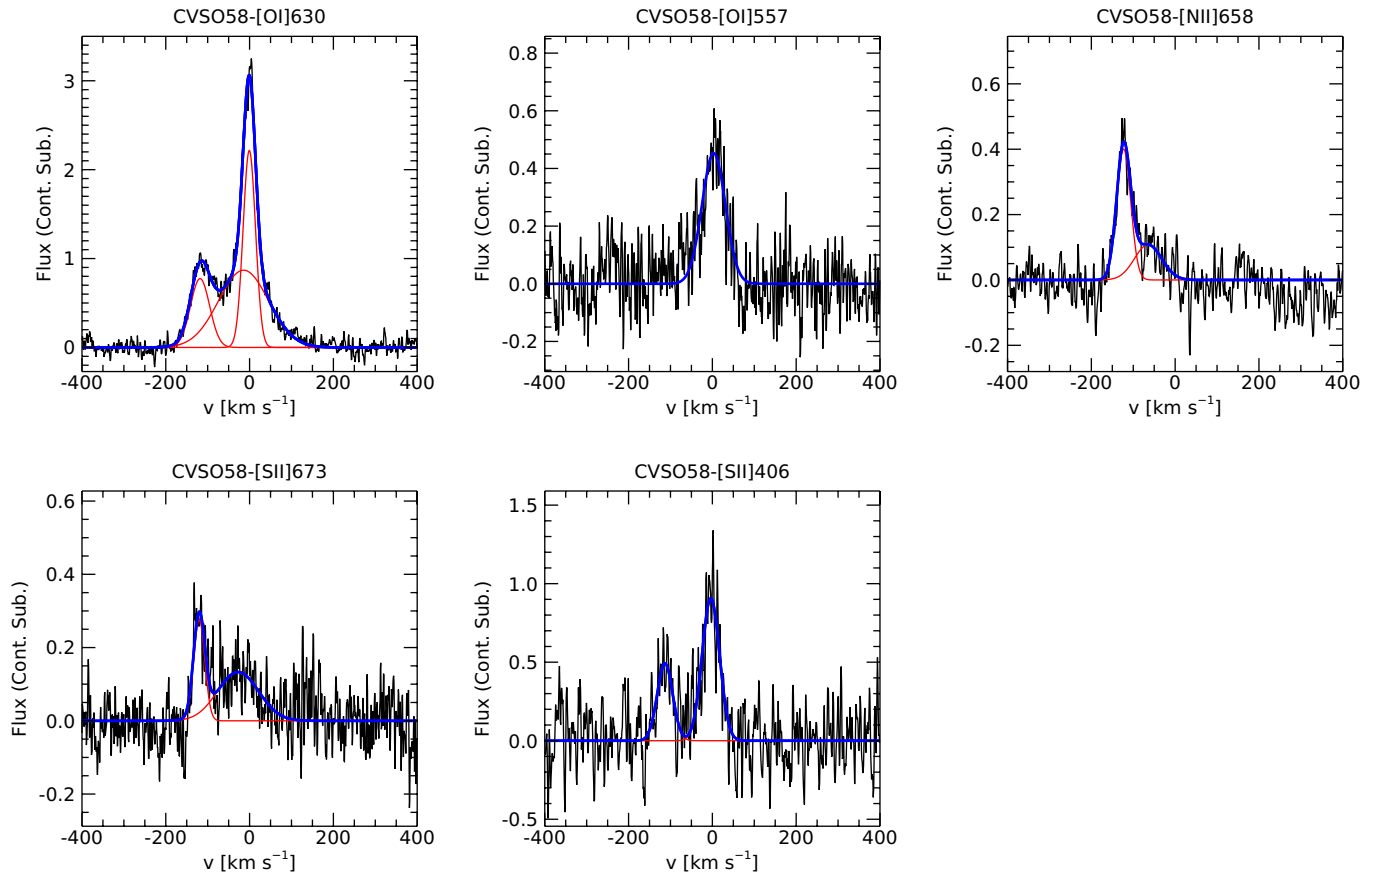 CVSO58-[OI]630
Flux (Cont. Sub.)
3
2
1
0
-400 -200 0 200 400
v [km s⁻¹]
CVSO58-[OI]557
Flux (Cont. Sub.)
0.8
0.6
0.4
0.2
0.0
-0.2
-400 -200 0 200 400
v [km s⁻¹]
CVSO58-[NII]658
Flux (Cont. Sub.)
0.6
0.4
0.2
0.0
-0.2
-400 -200 0 200 400
v [km s⁻¹]
CVSO58-[SII]673
Flux (Cont. Sub.)
0.6
0.4
0.2
0.0
-0.2
-400 -200 0 200 400
v [km s⁻¹]
CVSO58-[SII]406
Flux (Cont. Sub.)
1.5
1.0
0.5
0.0
-0.5
-400 -200 0 200 400
v [km s⁻¹]